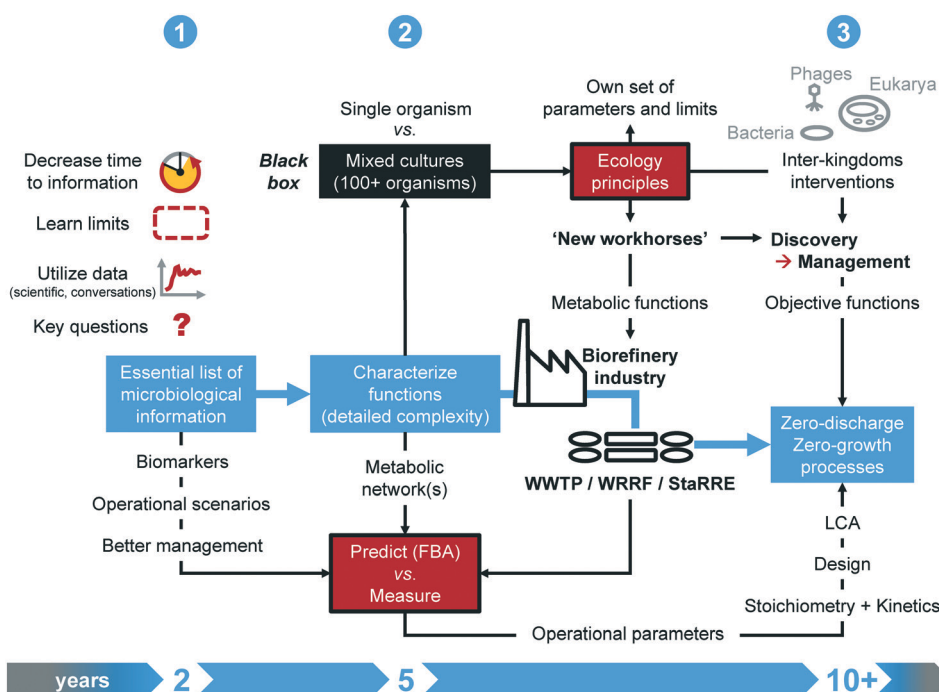 1
2
3
Decrease time
to information
Learn limits
Utilize data
(scientific, conversations)
Key questions
?
Single organism
vs.
Black
box
Mixed cultures
(100+ organisms)
Own set of
parameters and limits
Ecology
principles
Phages
Eukarya
Bacteria
Inter-kingdoms
interventions
'New workhorses'
Discovery
→ Management
Metabolic functions
Objective functions
Biorefinery
industry
Essential list of
microbiological
information
Characterize
functions
(detailed complexity)
Zero-discharge
Zero-growth
processes
WWTP / WRRF / StaRRE
Biomarkers
Operational scenarios
Better management
Metabolic
network(s)
Predict (FBA)
vs.
Measure
LCA
Design
Stoichiometry + Kinetics
Operational parameters
years
2
5
10+